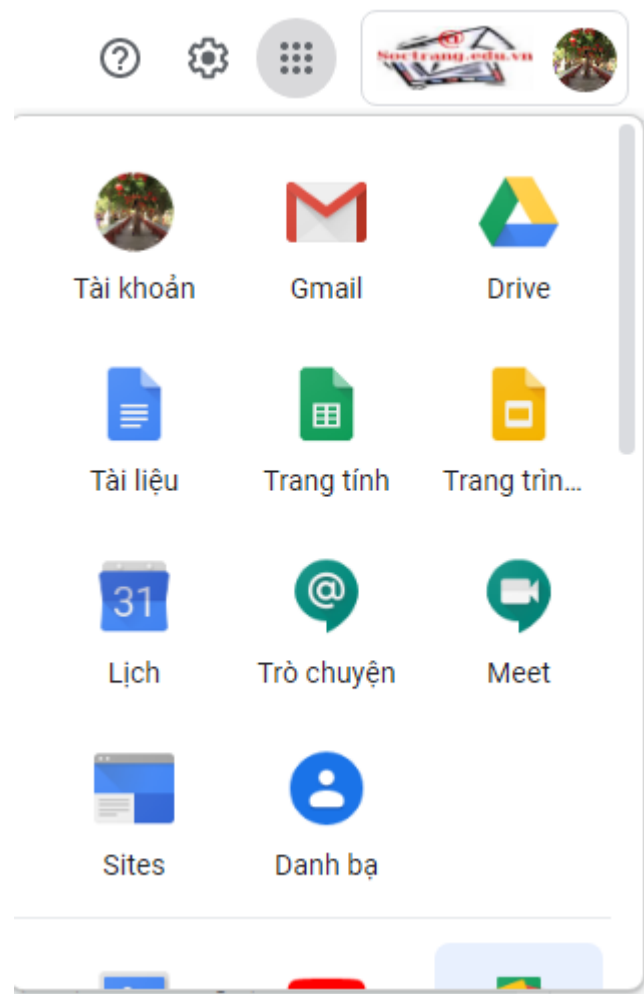 @
Soctrang.edu.vn
Tài khoản
Gmail
Drive
Tài liệu
Trang tính
Trang trìn...
31
Lịch
@
Trò chuyện
Meet
Sites
Danh bạ